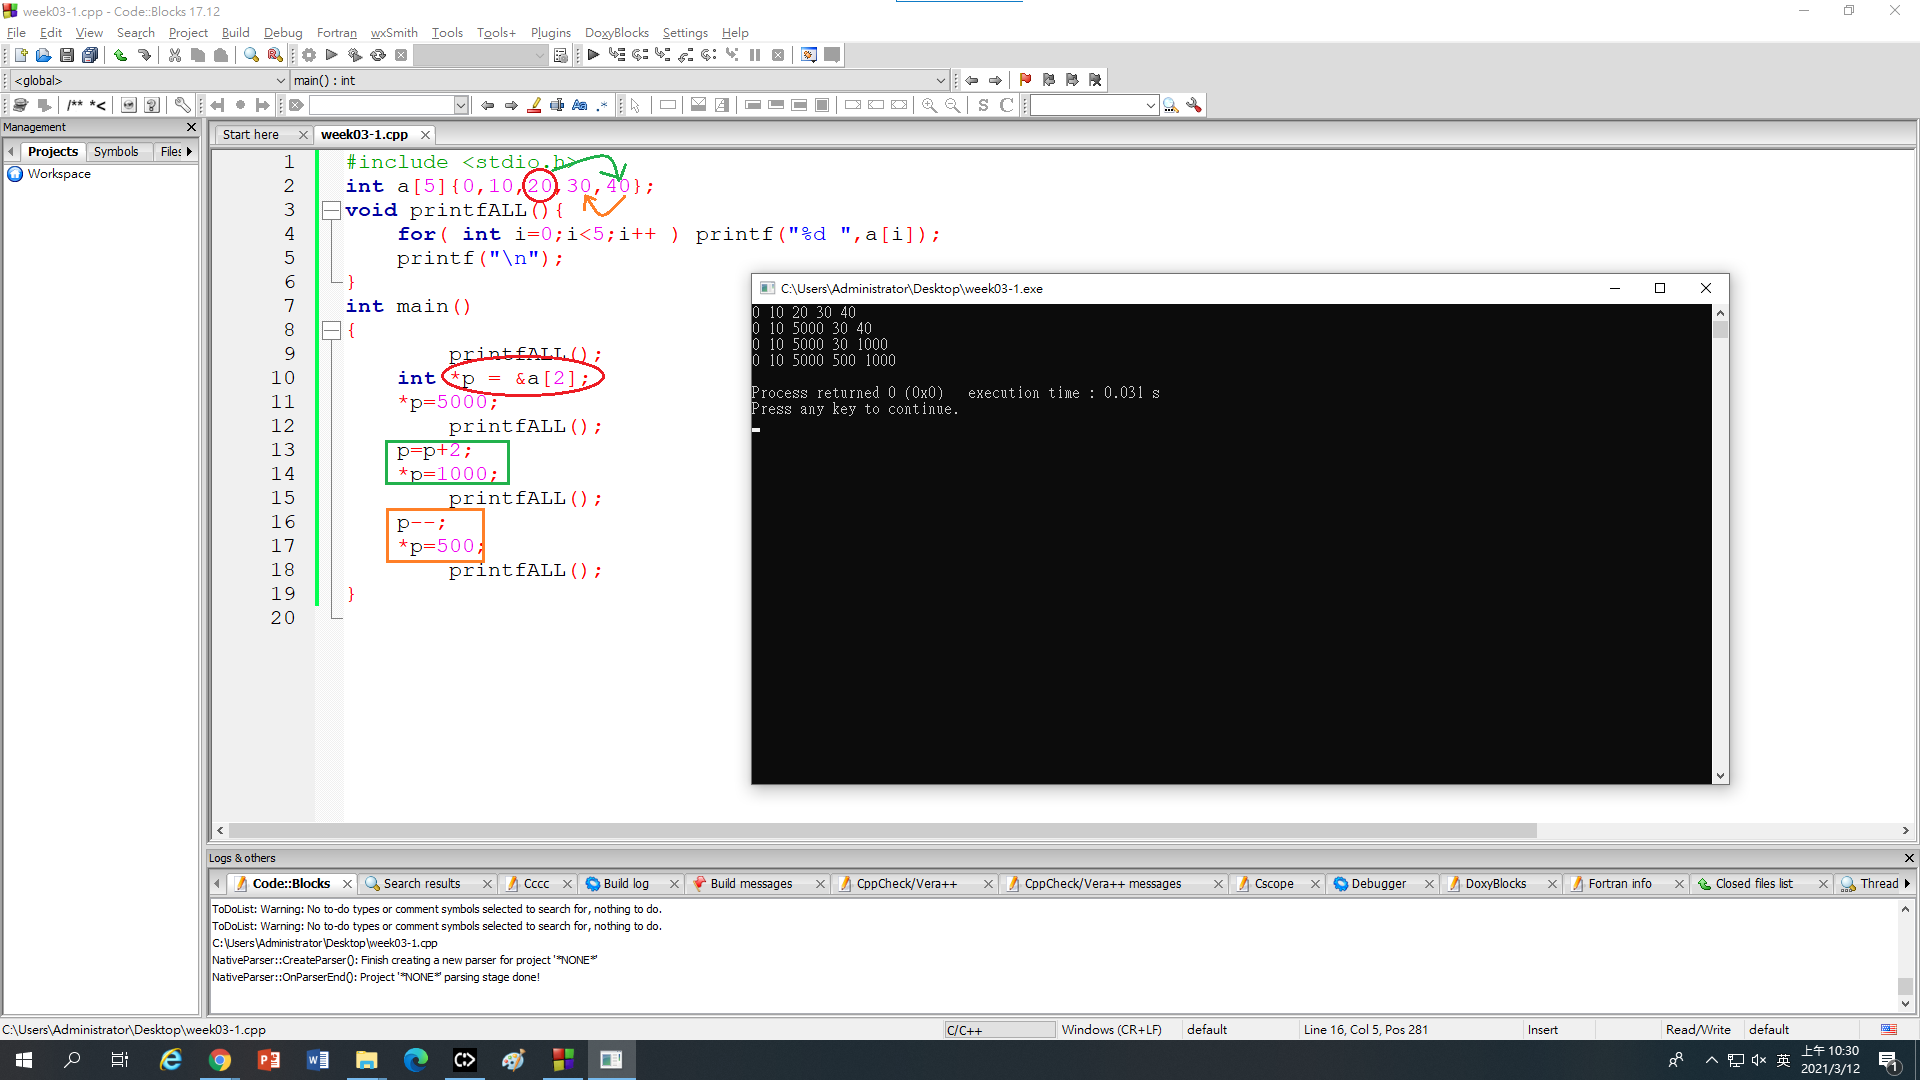 week03-1.cpp - Code::Blocks 17.12
File Edit View Search Project Build Debug Fortran wxSmith Tools Tools+ Plugins DoxyBlocks Settings Help
<global> main() : int
/** *<
S C
Management
Projects Symbols Files
Workspace
Start here week03-1.cpp
1 #include <stdio.h>
2 int a[5]{0,10,20,30,40};
3 void printfALL(){
4 for( int i=0;i<5;i++ ) printf("%d ",a[i]);
5 printf("\n");
6 }
7 int main()
8 {
9 printfALL();
10 int *p = &a[2];
11 *p=5000;
12 printfALL();
13 p=p+2;
14 *p=1000;
15 printfALL();
16 p--;
17 *p=500;
18 printfALL();
19 }
20
C:\Users\Administrator\Desktop\week03-1.exe
0 10 20 30 40
0 10 5000 30 40
0 10 5000 30 1000
0 10 5000 500 1000
Process returned 0 (0x0) execution time : 0.031 s
Press any key to continue.
Logs & others
Code::Blocks Search results Cccc Build log Build messages CppCheck/Vera++ CppCheck/Vera++ messages Cscope Debugger DoxyBlocks Fortran info Closed files list Thread
ToDoList: Warning: No to-do types or comment symbols selected to search for, nothing to do.
ToDoList: Warning: No to-do types or comment symbols selected to search for, nothing to do.
C:\Users\Administrator\Desktop\week03-1.cpp
NativeParser::CreateParser(): Finish creating a new parser for project '*NONE*'
NativeParser::OnParserEnd(): Project '*NONE*' parsing stage done!
C:\Users\Administrator\Desktop\week03-1.cpp C/C++ Windows (CR+LF) default Line 16, Col 5, Pos 281 Insert Read/Write default
英 上午 10:30
2021/3/12
1